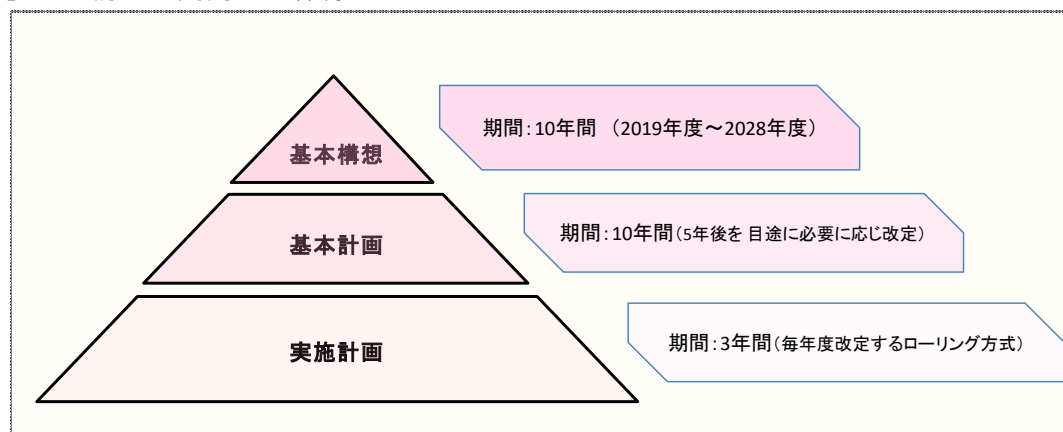 基本構想
期間：10年間 （2019年度～2028年度）
基本計画
期間：10年間（5年後を 目途に必要に応じ改定）
実施計画
期間：3年間（毎年度改定するローリング方式）